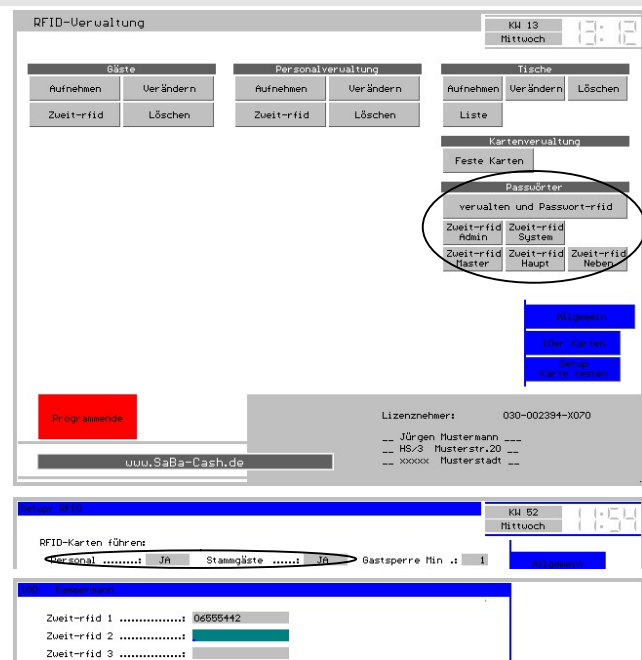 RFID-Verwaltung
KW 13
Mittwoch
13:12
Gäste
Personalverwaltung
Tische
Aufnehmen Verändern Aufnehmen Verändern Aufnehmen Verändern Löschen
Zweit-rfid Löschen Zweit-rfid Löschen Liste
Kartenverwaltung
Feste Karten
Passwörter
verwalten und Passwort-rfid
Zweit-rfid Admin
Zweit-rfid System
Zweit-rfid Master
Zweit-rfid Haupt
Zweit-rfid Neben
Allgemein
Setup
Karte testen
Programmende
Lizenznehmer: 030-002394-X070
__ Jürgen Mustermann ___
__ HS/3 Musterstr.20 __
__ xxxxx Musterstadt __
www.SaBa-Cash.de
Setup: RFID
KW 52
Mittwoch
11:54
RFID-Karten führen:
Personal ........: JA Stammgäste ......: JA Gastsperre Min .: 1
Allgemein
Zweit-rfid 1 ...............: 06555442
Zweit-rfid 2 ...............:
Zweit-rfid 3 ...............: